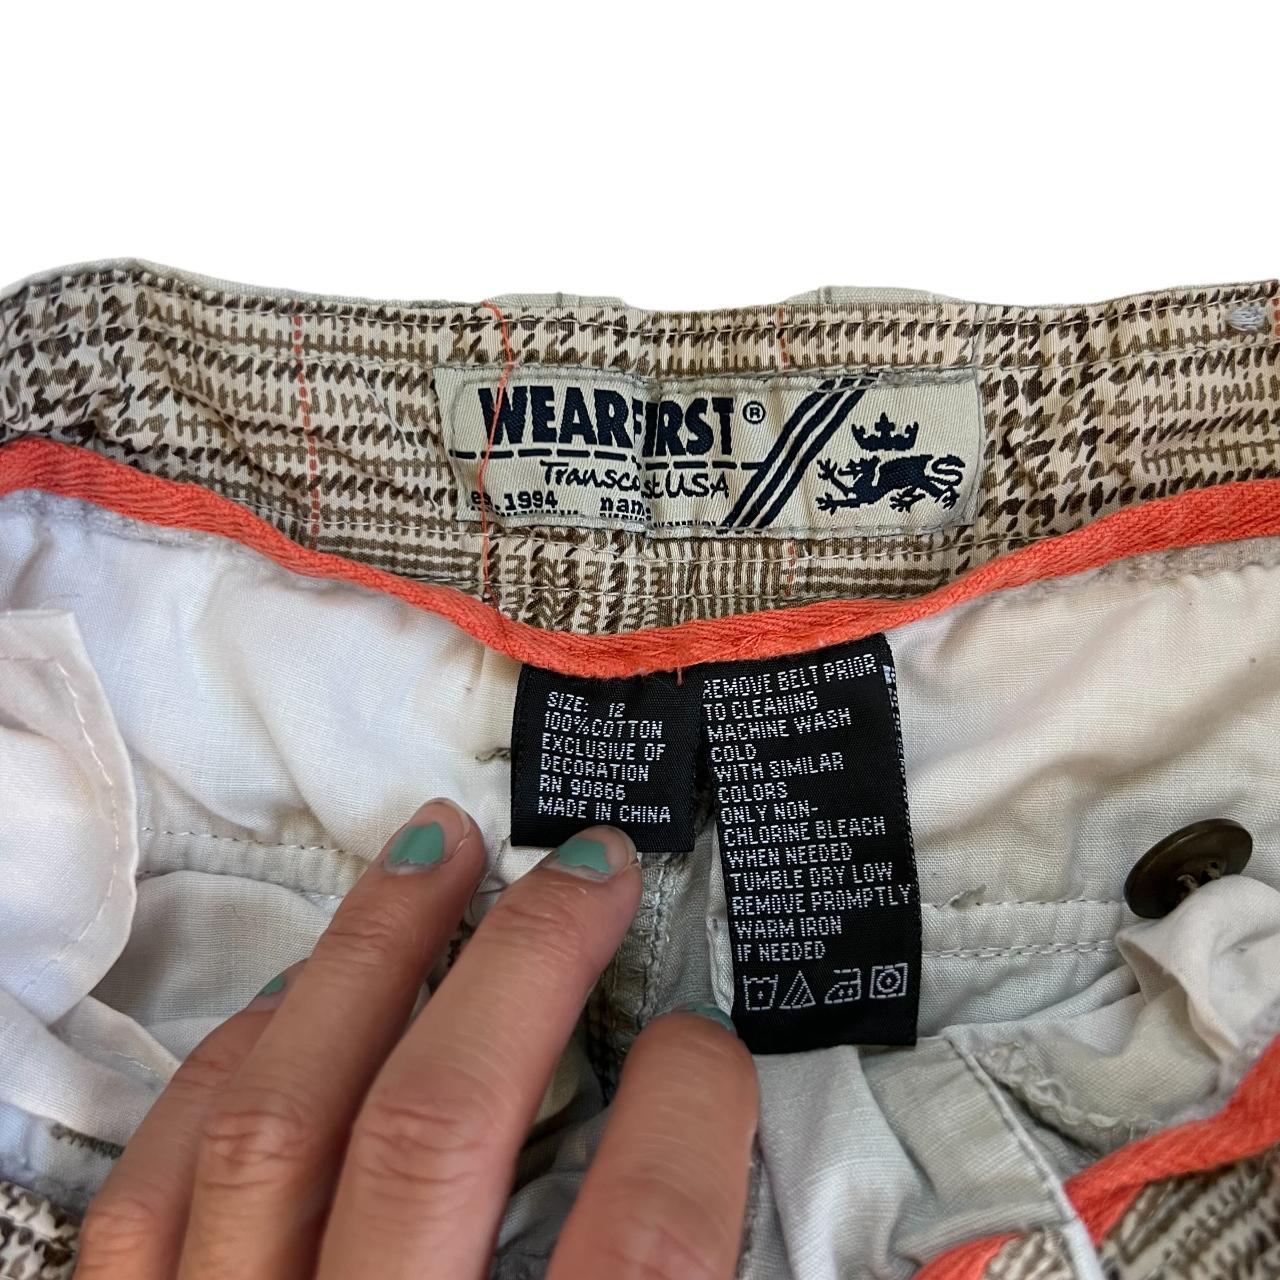 WEARFIRST®
Transcoast USA
es. 1994 name
SIZE: 12
100%COTTON
EXCLUSIVE OF
DECORATION
RN 90866
MADE IN CHINA
REMOVE BELT PRIOR
TO CLEANING
MACHINE WASH
COLD
WITH SIMILAR
COLORS
ONLY NON-
CHLORINE BLEACH
WHEN NEEDED
TUMBLE DRY LOW
REMOVE PROMPTLY
WARM IRON
IF NEEDED